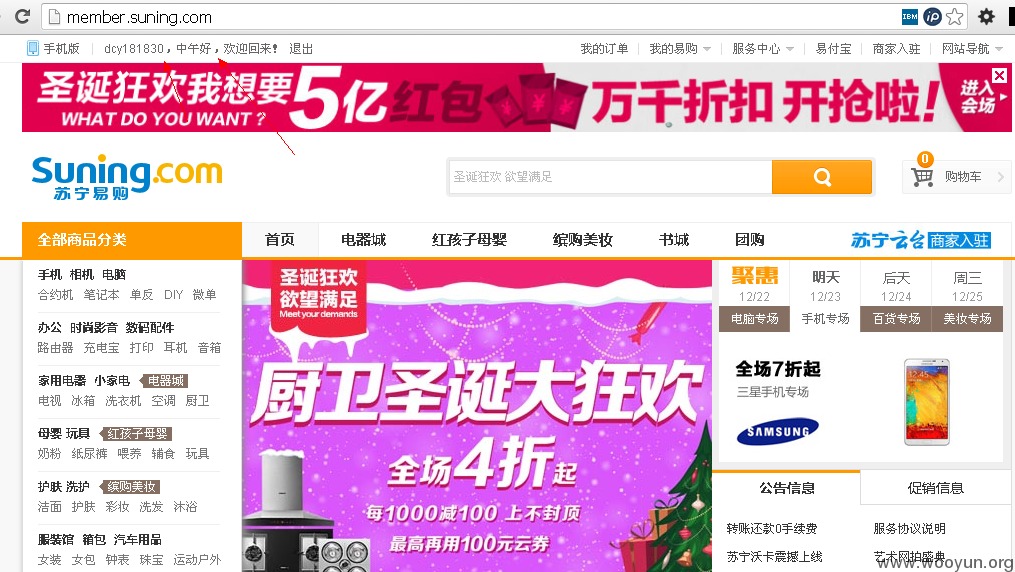 member.suning.com
IBM
手机版 dcy181830，中午好，欢迎回来！ 退出 我的订单 我的易购 服务中心 易付宝 商家入驻 网站导航
圣诞狂欢我想要5亿红包 万千折扣 开抢啦！ 进入会场
WHAT DO YOU WANT？
Suning.com
苏宁易购
圣诞狂欢 欲望满足
0
购物车
全部商品分类 首页 电器城 红孩子母婴 缤购美妆 书城 团购 苏宁云台 商家入驻
手机 相机 电脑
合约机 笔记本 单反 DIY 微单
办公 时尚影音 数码配件
路由器 充电宝 打印 耳机 音箱
家用电器 小家电 电器城
电视 冰箱 洗衣机 空调 厨卫
母婴 玩具 红孩子母婴
奶粉 纸尿裤 喂养 辅食 玩具
护肤 洗护 缤购美妆
洁面 护肤 彩妆 洗发 沐浴
服装馆 箱包 汽车用品
女装 女包 钟表 珠宝 运动户外
圣诞狂欢
欲望满足
Meet your demands
厨卫圣诞大狂欢
全场4折起
每1000减100 上不封顶
最高再用100元云券
聚惠 明天 后天 周三
12/22 12/23 12/24 12/25
电脑专场 手机专场 百货专场 美妆专场
全场7折起
三星手机专场
SAMSUNG
公告信息 促销信息
转账还款0手续费 服务协议说明
苏宁沃卡震撼上线 艺术网拍盛典
www.wooyun.org